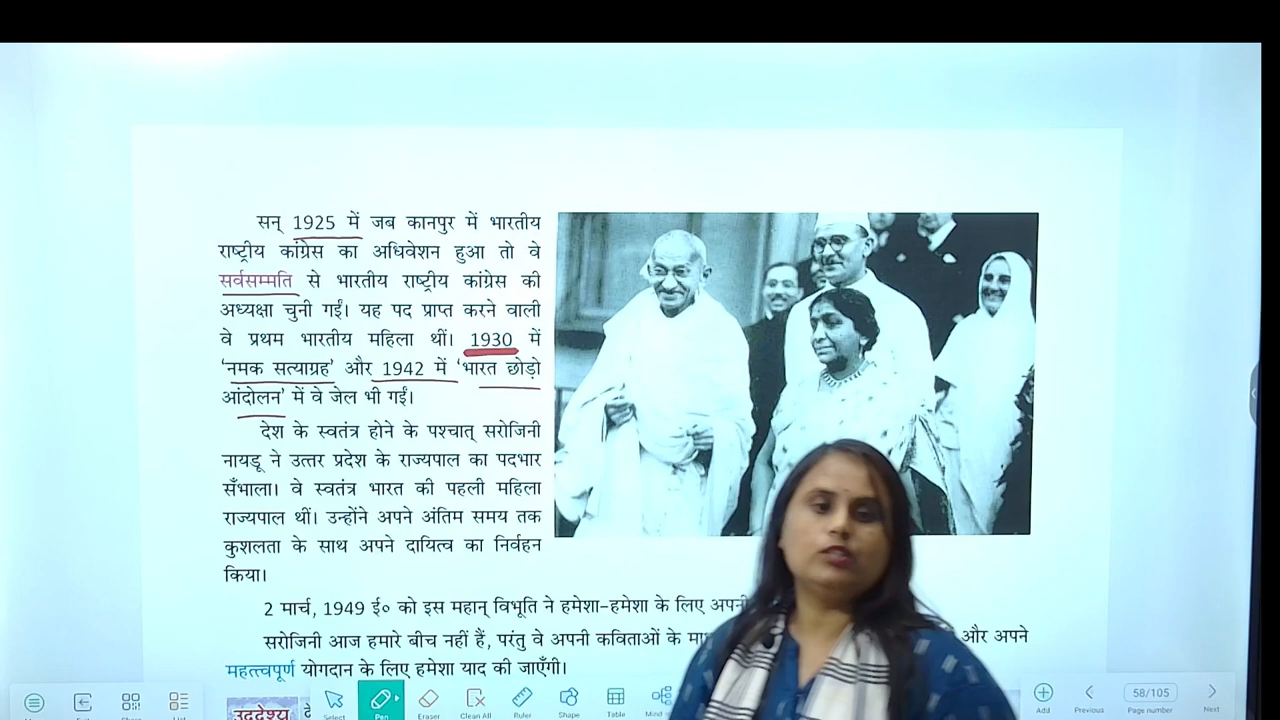 सन् 1925 में जब कानपुर में भारतीय
राष्ट्रीय कांग्रेस का अधिवेशन हुआ तो वे
सर्वसम्मति से भारतीय राष्ट्रीय कांग्रेस की
अध्यक्षा चुनी गईं। यह पद प्राप्त करने वाली
वे प्रथम भारतीय महिला थीं। 1930 में
‘नमक सत्याग्रह’ और 1942 में ‘भारत छोड़ो
आंदोलन’ में वे जेल भी गईं।
देश के स्वतंत्र होने के पश्चात् सरोजिनी
नायडू ने उत्तर प्रदेश के राज्यपाल का पदभार
सँभाला। वे स्वतंत्र भारत की पहली महिला
राज्यपाल थीं। उन्होंने अपने अंतिम समय तक
कुशलता के साथ अपने दायित्व का निर्वहन
किया।
2 मार्च, 1949 ई० को इस महान् विभूति ने हमेशा-हमेशा के लिए अपनी
सरोजिनी आज हमारे बीच नहीं हैं, परंतु वे अपनी कविताओं के और अपने
महत्त्वपूर्ण योगदान के लिए हमेशा याद की जाएँगी।
उद्देश्य
Select Pen Eraser Clean All Ruler Shape Table Mind Add Previous 58/105 Page number Next